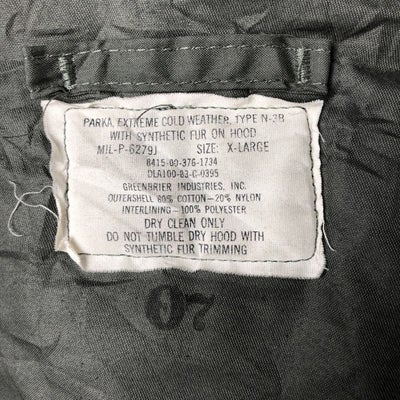 PARKA, EXTREME COLD WEATHER, TYPE N-3B
WITH SYNTHETIC FUR ON HOOD
MIL-P-6279J SIZE: X-LARGE
8415-00-376-1734
DLA100-83-C-0395
GREENBRIER INDUSTRIES, INC.
OUTERSHELL 80% COTTON-20% NYLON
INTERLINING-100% POLYESTER
DRY CLEAN ONLY
DO NOT TUMBLE DRY HOOD WITH
SYNTHETIC FUR TRIMMING
07